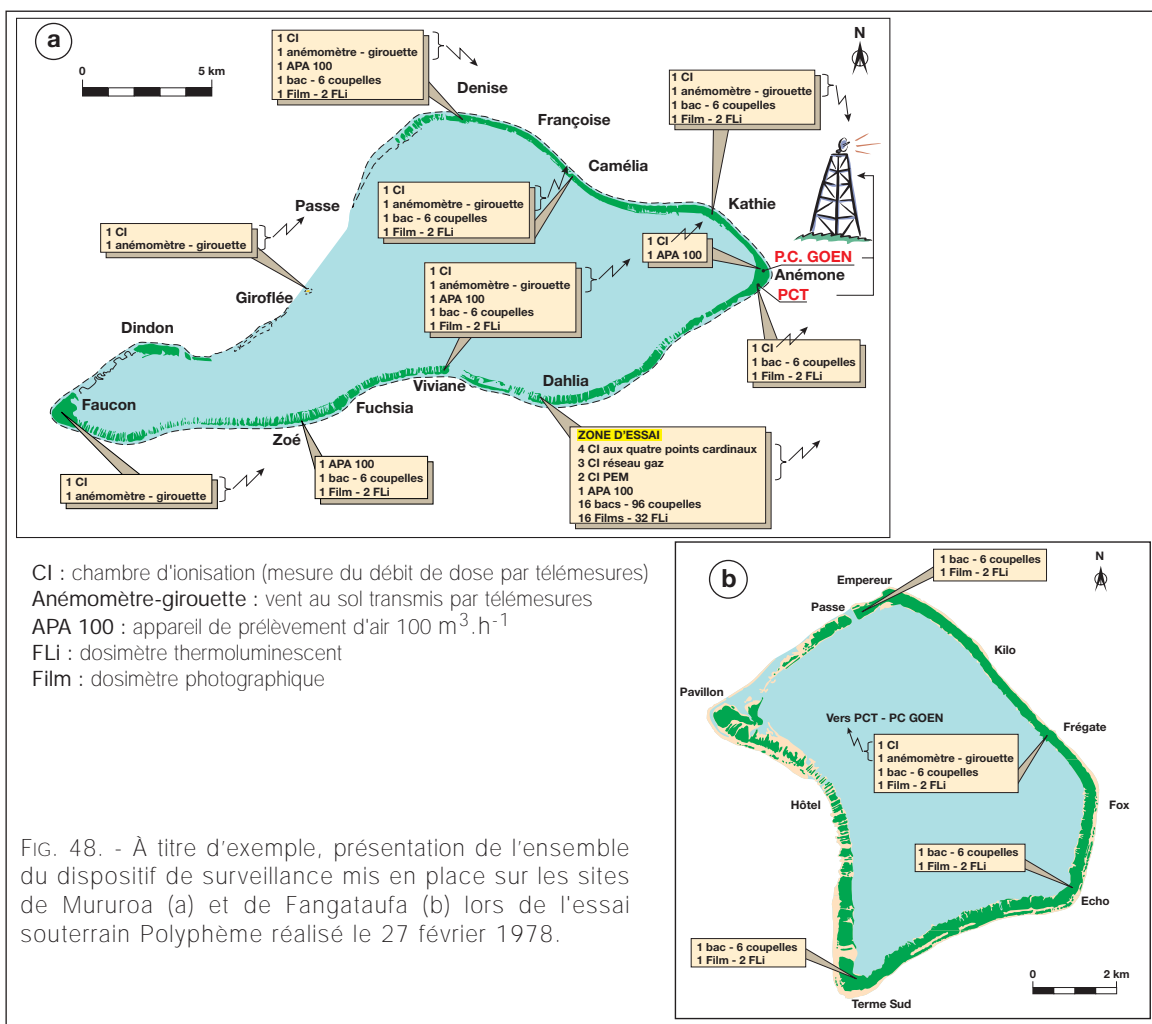 a
0 5 km
N
1 CI
1 anémomètre - girouette
1 APA 100
1 bac - 6 coupelles
1 Film - 2 FLi
Denise
Françoise
Camélia
1 CI
1 anémomètre - girouette
1 bac - 6 coupelles
1 Film - 2 FLi
Kathie
1 CI
1 anémomètre - girouette
1 bac - 6 coupelles
1 Film - 2 FLi
Passe
1 CI
1 anémomètre - girouette
Giroflée
1 CI
1 APA 100
P.C. GOEN
Anémone
PCT
1 CI
1 anémomètre - girouette
1 APA 100
1 bac - 6 coupelles
1 Film - 2 FLi
1 CI
1 bac - 6 coupelles
1 Film - 2 FLi
Dindon
Faucon
Viviane
Dahlia
Fuchsia
Zoé
1 CI
1 anémomètre - girouette
1 APA 100
1 bac - 6 coupelles
1 Film - 2 FLi
ZONE D'ESSAI
4 CI aux quatre points cardinaux
3 CI réseau gaz
2 CI PEM
1 APA 100
16 bacs - 96 coupelles
16 Films - 32 FLi
CI : chambre d'ionisation (mesure du débit de dose par télémesures)
Anémomètre-girouette : vent au sol transmis par télémesures
APA 100 : appareil de prélèvement d'air 100 m³.h⁻¹
FLi : dosimètre thermoluminescent
Film : dosimètre photographique
b
N
1 bac - 6 coupelles
1 Film - 2 FLi
Empereur
Passe
Kilo
Pavillon
Vers PCT - PC GOEN
Frégate
1 CI
1 anémomètre - girouette
1 bac - 6 coupelles
1 Film - 2 FLi
Hôtel
Fox
1 bac - 6 coupelles
1 Film - 2 FLi
Echo
1 bac - 6 coupelles
1 Film - 2 FLi
Terme Sud
0 2 km
FIG. 48. - À titre d'exemple, présentation de l'ensemble
du dispositif de surveillance mis en place sur les sites
de Mururoa (a) et de Fangataufa (b) lors de l'essai
souterrain Polyphème réalisé le 27 février 1978.